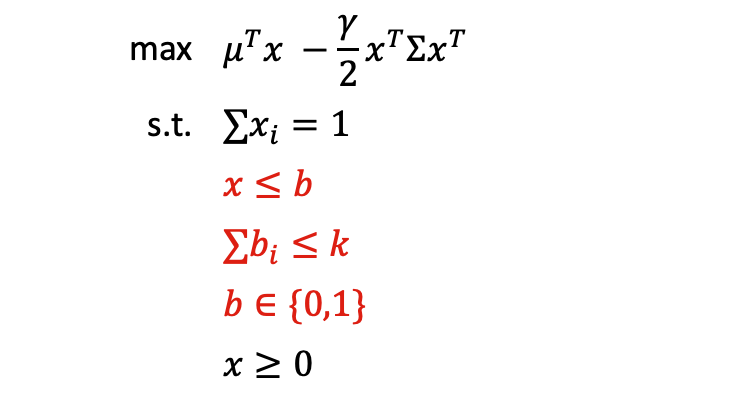 max μᵀx − γ/2 xᵀΣxᵀ
s.t. ∑xᵢ = 1
x ≤ b
∑bᵢ ≤ k
b ∈ {0,1}
x ≥ 0